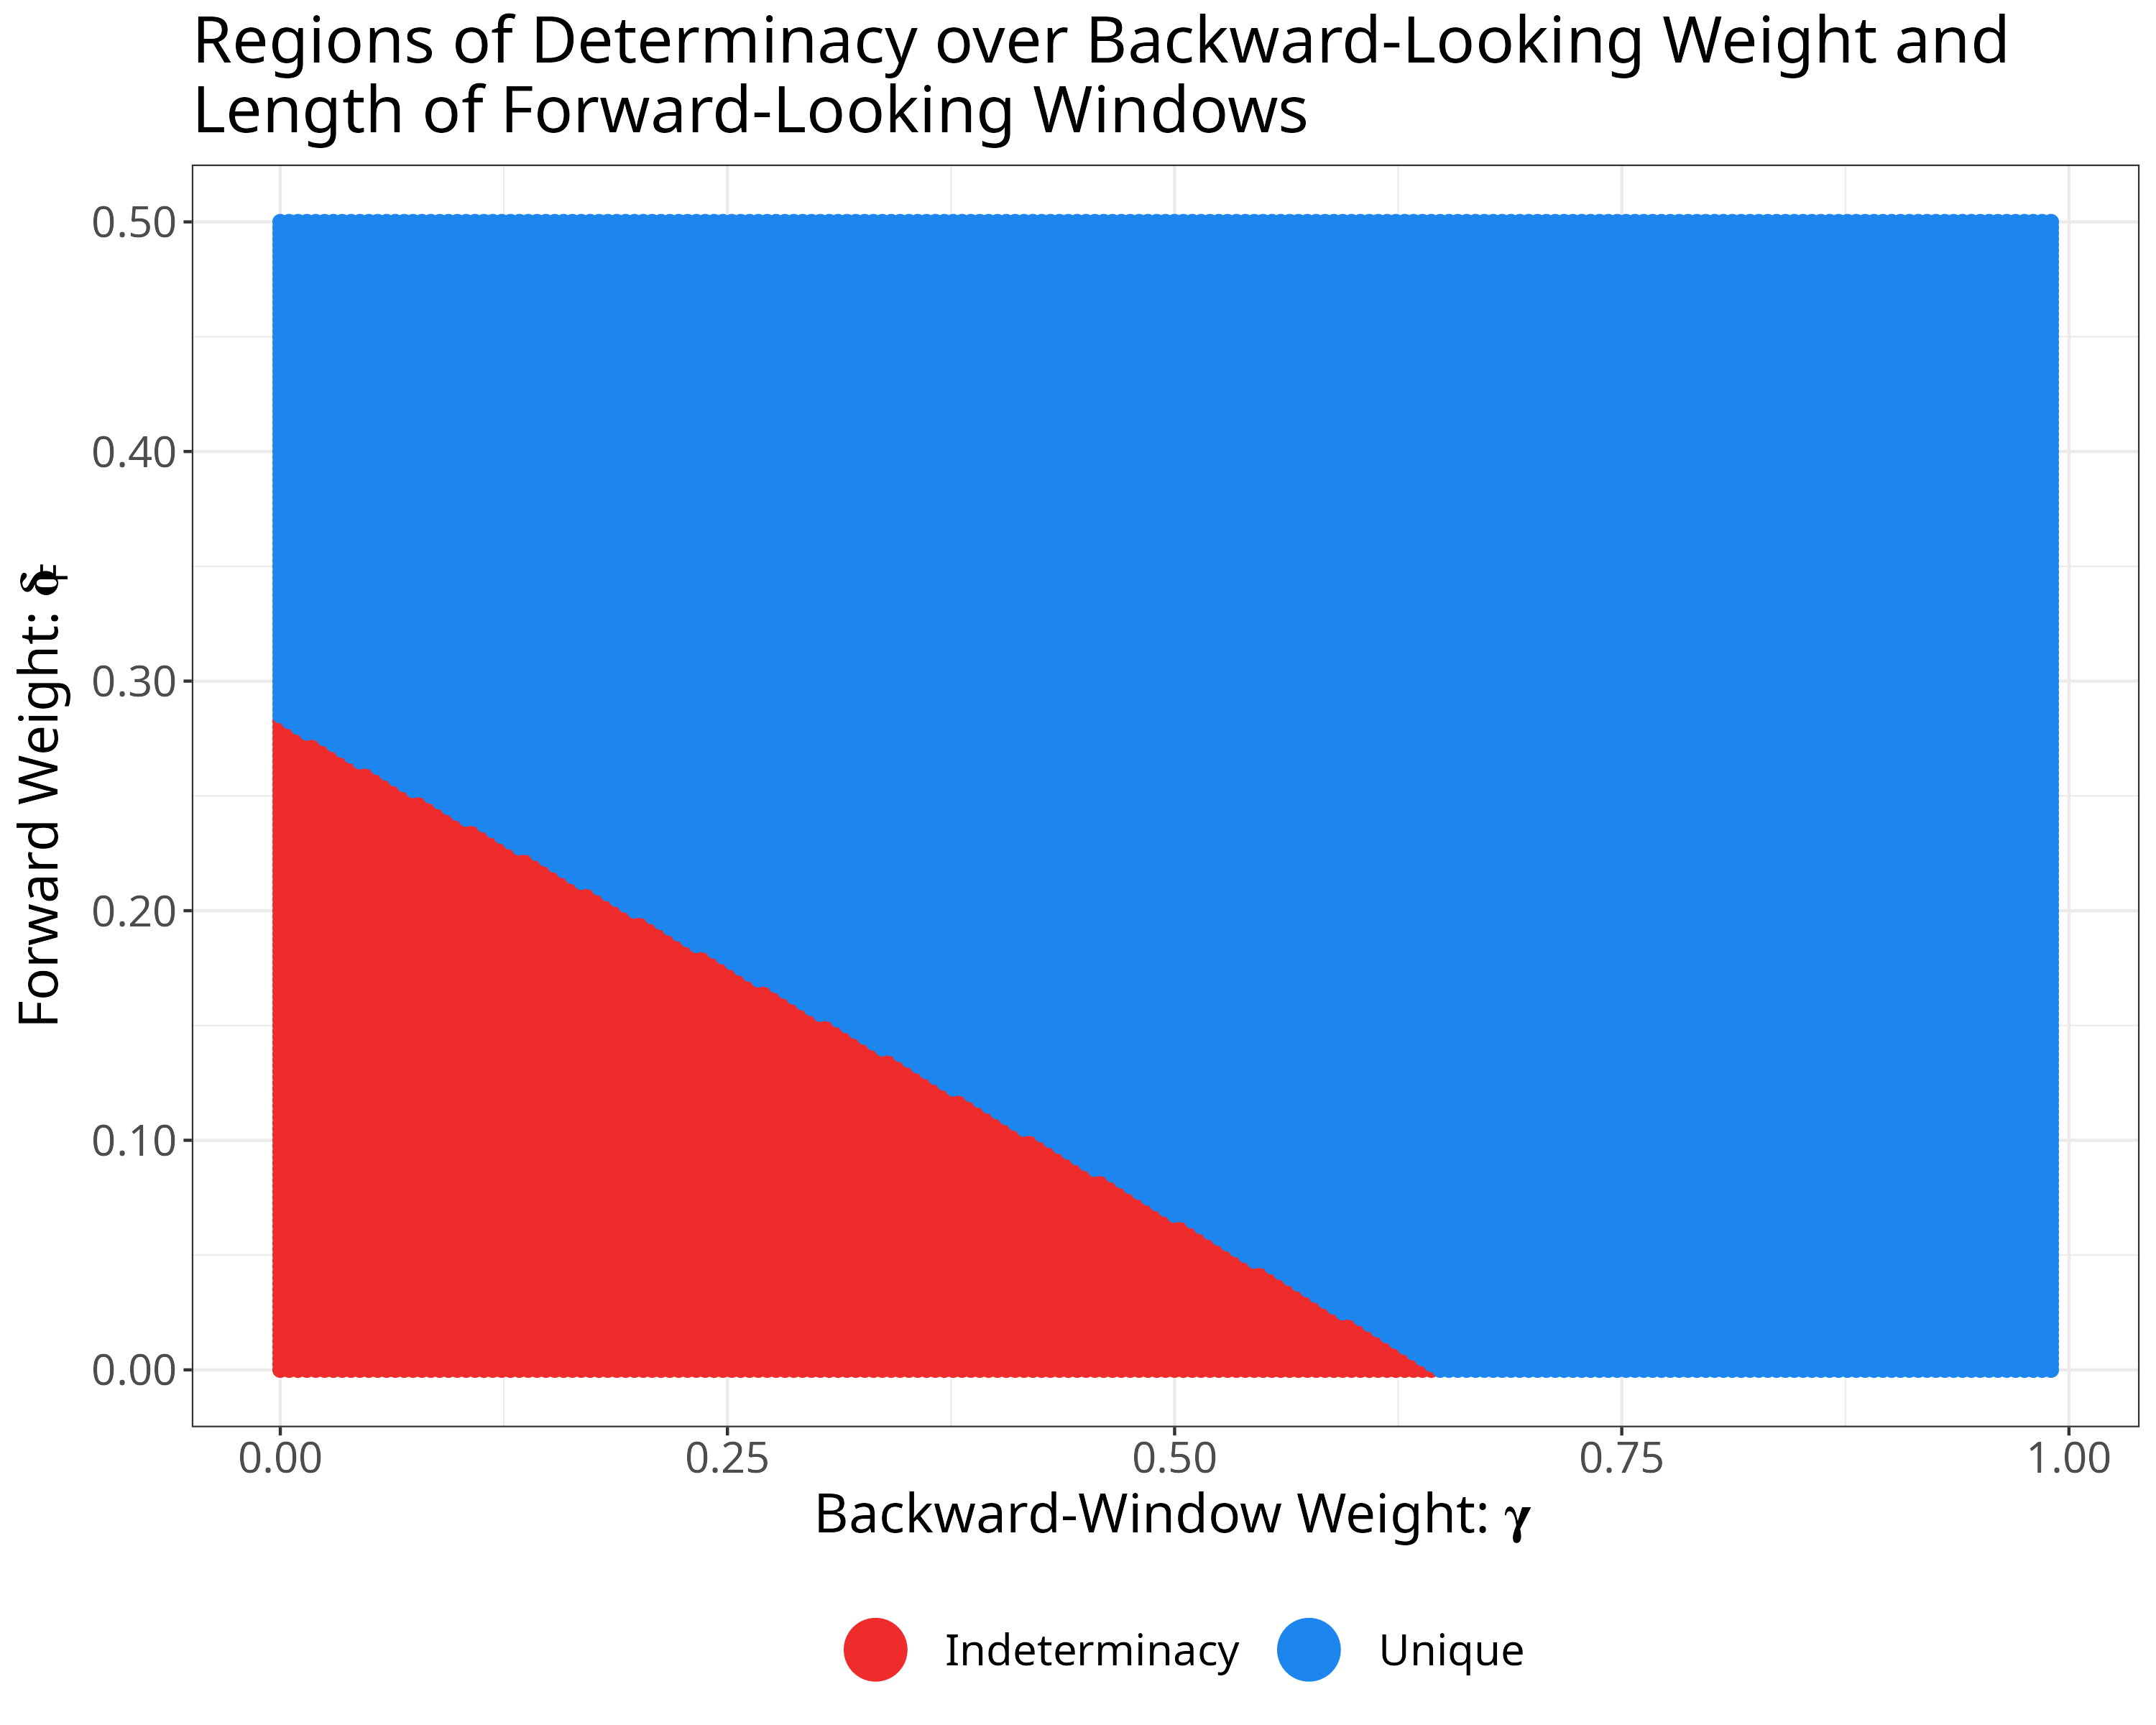 Regions of Determinacy over Backward-Looking Weight and
Length of Forward-Looking Windows
0.50
0.40
0.30
0.20
0.10
0.00
Forward Weight:
0.00 0.25 0.50 0.75 1.00
Backward-Window Weight: γ
Indeterminacy Unique